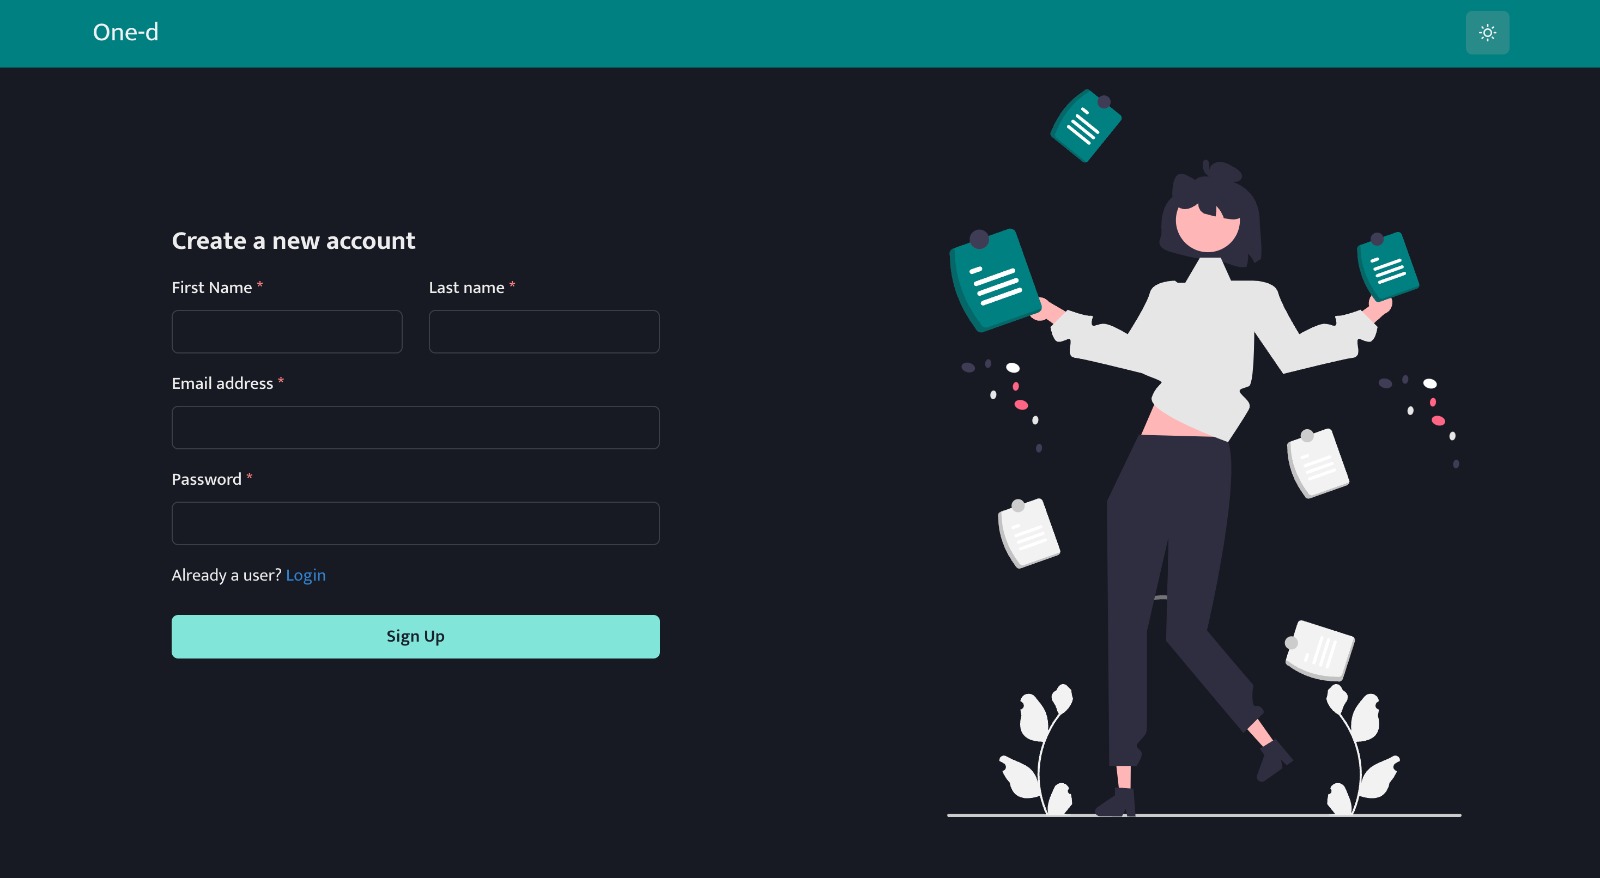 One-d
Create a new account
First Name *
Last name *
Email address *
Password *
Already a user? Login
Sign Up